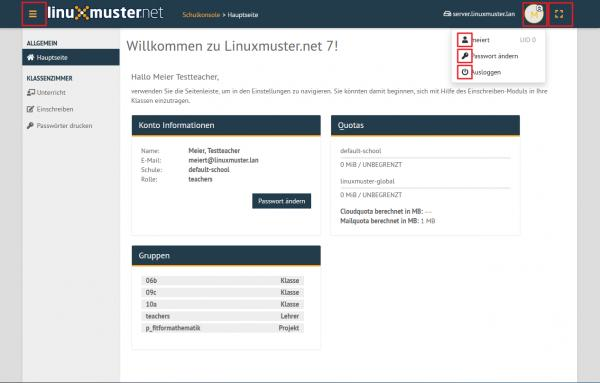 linuxmuster.net
Schulkonsole > Hauptseite
server.linuxmuster.lan
M
meiert UID 0
Passwort ändern
Ausloggen
ALLGEMEIN
Hauptseite
KLASSENZIMMER
Unterricht
Einschreiben
Passwörter drucken
Willkommen zu Linuxmuster.net 7!
Hallo Meier Testteacher,
verwenden Sie die Seitenleiste, um in den Einstellungen zu navigieren. Sie könnten damit beginnen, sich mit Hilfe des Einschreiben-Moduls in Ihre
Klassen einzutragen.
Konto Informationen
Name: Meier, Testteacher
E-Mail: meiert@linuxmuster.lan
Schule: default-school
Rolle: teachers
Passwort ändern
Quotas
default-school
0 MiB / UNBEGRENZT
linuxmuster-global
0 MiB / UNBEGRENZT
Cloudquota berechnet in MB: --
Mailquota berechnet in MB: 1 MB
Gruppen
06b Klasse
09c Klasse
10a Klasse
teachers Lehrer
p_fitformathematik Projekt